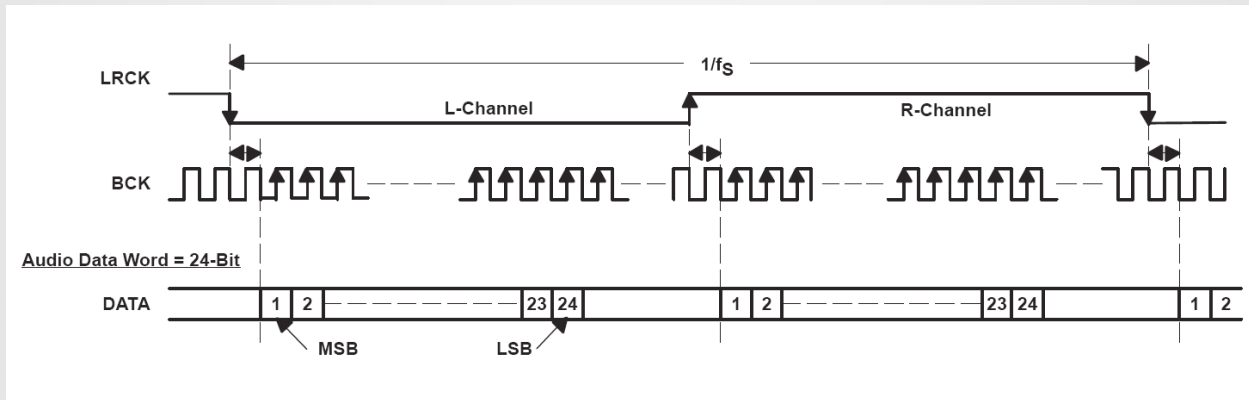 1/fS
LRCK
L-Channel
R-Channel
BCK
Audio Data Word = 24-Bit
DATA
1 2 23 24 1 2 23 24 1 2
MSB
LSB